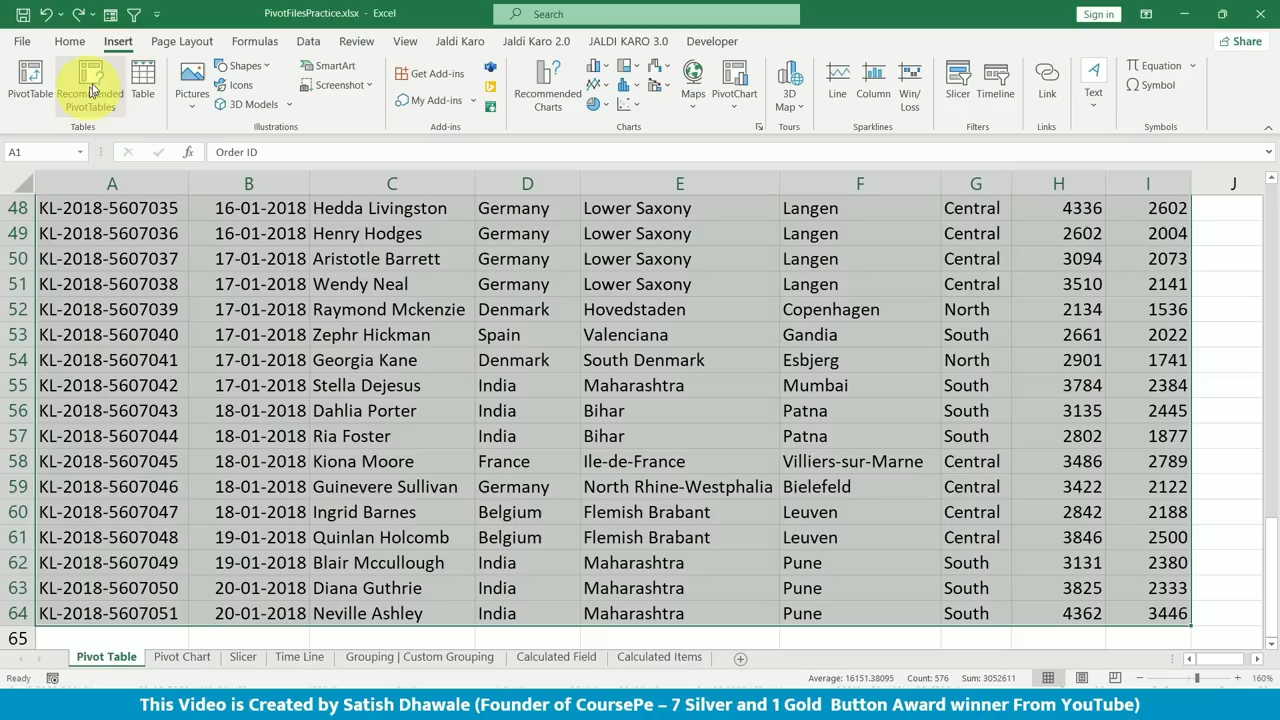 PivotFilesPractice.xlsx - Excel
Search
Sign in
File Home Insert Page Layout Formulas Data Review View Jaldi Karo Jaldi Karo 2.0 JALDI KARO 3.0 Developer
Share
PivotTable
Recommended
PivotTables
Table
Tables
Pictures
Shapes
Icons
3D Models
SmartArt
Screenshot
Illustrations
Get Add-ins
My Add-ins
Add-ins
Recommended
Charts
Maps
PivotChart
Charts
3D
Map
Tours
Line
Column
Win/
Loss
Sparklines
Slicer
Timeline
Filters
Link
Links
Text
Equation
Symbol
Symbols
A1 fx Order ID
A B C D E F G H I J
48 KL-2018-5607035 16-01-2018 Hedda Livingston Germany Lower Saxony Langen Central 4336 2602
49 KL-2018-5607036 16-01-2018 Henry Hodges Germany Lower Saxony Langen Central 2602 2004
50 KL-2018-5607037 17-01-2018 Aristotle Barrett Germany Lower Saxony Langen Central 3094 2073
51 KL-2018-5607038 17-01-2018 Wendy Neal Germany Lower Saxony Langen Central 3510 2141
52 KL-2018-5607039 17-01-2018 Raymond Mckenzie Denmark Hovedstaden Copenhagen North 2134 1536
53 KL-2018-5607040 17-01-2018 Zephr Hickman Spain Valenciana Gandia South 2661 2022
54 KL-2018-5607041 17-01-2018 Georgia Kane Denmark South Denmark Esbjerg North 2901 1741
55 KL-2018-5607042 17-01-2018 Stella Dejesus India Maharashtra Mumbai South 3784 2384
56 KL-2018-5607043 18-01-2018 Dahlia Porter India Bihar Patna South 3135 2445
57 KL-2018-5607044 18-01-2018 Ria Foster India Bihar Patna South 2802 1877
58 KL-2018-5607045 18-01-2018 Kiona Moore France Ile-de-France Villiers-sur-Marne Central 3486 2789
59 KL-2018-5607046 18-01-2018 Guinevere Sullivan Germany North Rhine-Westphalia Bielefeld Central 3422 2122
60 KL-2018-5607047 18-01-2018 Ingrid Barnes Belgium Flemish Brabant Leuven Central 2842 2188
61 KL-2018-5607048 19-01-2018 Quinlan Holcomb Belgium Flemish Brabant Leuven Central 3846 2500
62 KL-2018-5607049 19-01-2018 Blair Mccullough India Maharashtra Pune South 3131 2380
63 KL-2018-5607050 20-01-2018 Diana Guthrie India Maharashtra Pune South 3825 2333
64 KL-2018-5607051 20-01-2018 Neville Ashley India Maharashtra Pune South 4362 3446
65
Pivot Table Pivot Chart Slicer Time Line Grouping | Custom Grouping Calculated Field Calculated Items
Ready Average: 16151.38095 Count: 576 Sum: 3052611 160%
This Video is Created by Satish Dhawale (Founder of CoursePe – 7 Silver and 1 Gold Button Award winner From YouTube)